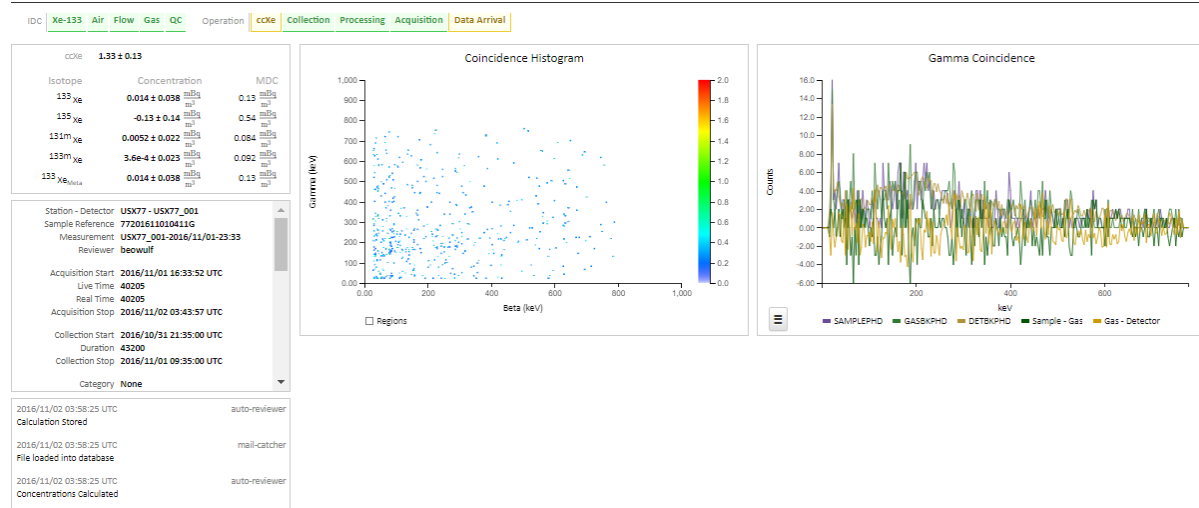 IDC Xe-133 Air Flow Gas QC Operation ccXe Collection Processing Acquisition Data Arrival
ccXe 1.33 ± 0.13
Isotope Concentration MDC
133 Xe 0.014 ± 0.038 mBq/m³ 0.13 mBq/m³
135 Xe -0.13 ± 0.14 mBq/m³ 0.54 mBq/m³
131m Xe 0.0052 ± 0.022 mBq/m³ 0.084 mBq/m³
133m Xe 3.6e-4 ± 0.023 mBq/m³ 0.092 mBq/m³
133 XeMeta 0.014 ± 0.038 mBq/m³ 0.13 mBq/m³
Station - Detector USX77 - USX77_001
Sample Reference 77201611010411G
Measurement USX77_001-2016/11/01-23:33
Reviewer beowulf
Acquisition Start 2016/11/01 16:33:52 UTC
Live Time 40205
Real Time 40205
Acquisition Stop 2016/11/02 03:43:57 UTC
Collection Start 2016/10/31 21:35:00 UTC
Duration 43200
Collection Stop 2016/11/01 09:35:00 UTC
Category None
2016/11/02 03:58:25 UTC auto-reviewer
Calculation Stored
2016/11/02 03:58:25 UTC mail-catcher
File loaded into database
2016/11/02 03:58:25 UTC auto-reviewer
Concentrations Calculated
Coincidence Histogram
Gamma (keV)
1,000
900
800
700
600
500
400
300
200
100
0.00
0.00 200 400 600 800 1,000
Beta (keV)
Regions
2.0
1.8
1.6
1.4
1.2
1.0
0.8
0.6
0.4
0.2
0.0
Gamma Coincidence
Counts
16.0
14.0
12.0
10.0
8.00
6.00
4.00
2.00
0.00
-2.00
-4.00
-6.00
200 400 600
keV
SAMPLEPHD GASBKPHD DETBKPHD Sample - Gas Gas - Detector